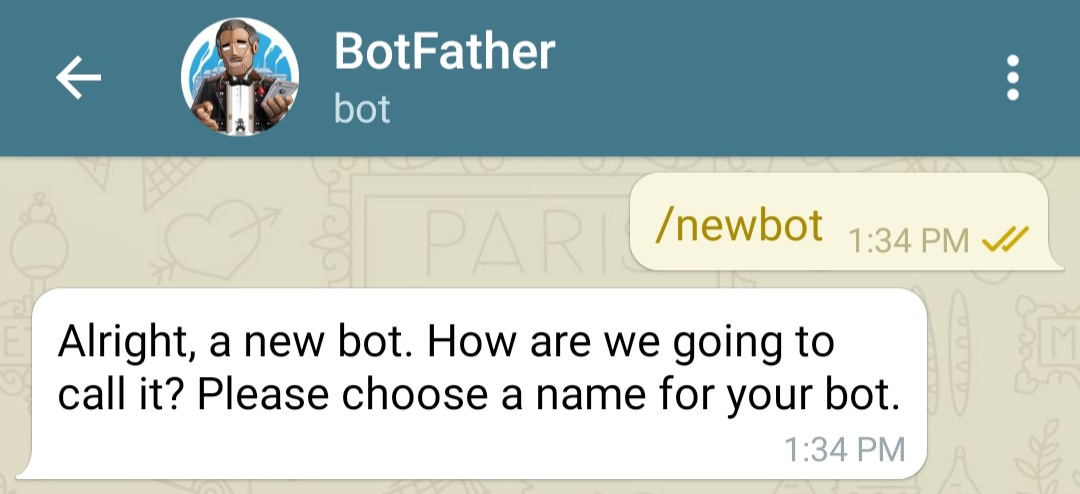 BotFather
bot
PARIS
/newbot 1:34 PM
Alright, a new bot. How are we going to
call it? Please choose a name for your bot.
1:34 PM